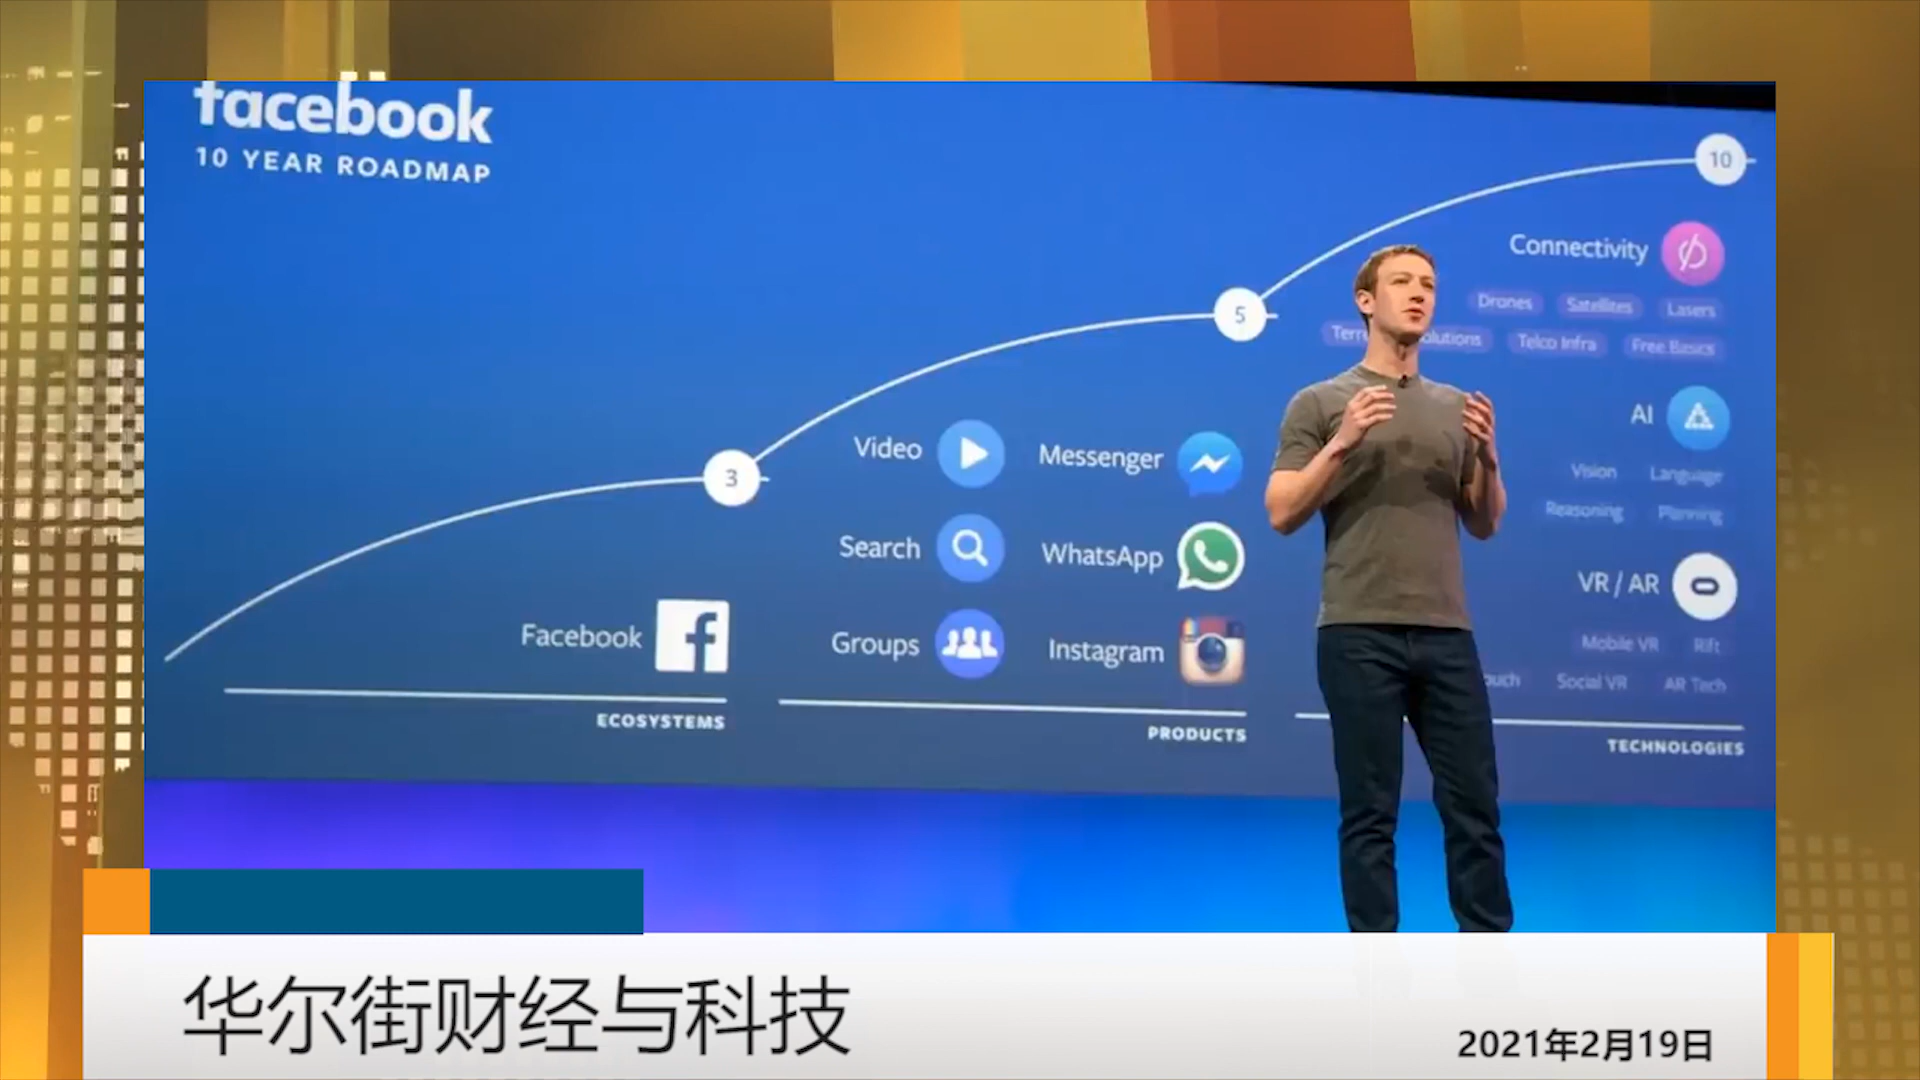 facebook
10 YEAR ROADMAP
10
Connectivity
Drones Satellites Lasers
5
Telco Infra Free Basics
AI
Video Messenger
3
Vision Language
Reasoning Planning
Search WhatsApp
VR / AR
Facebook
Groups Instagram
Mobile VR Rift
Social VR AR Tech
ECOSYSTEMS
PRODUCTS
TECHNOLOGIES
华尔街财经与科技
2021年2月19日